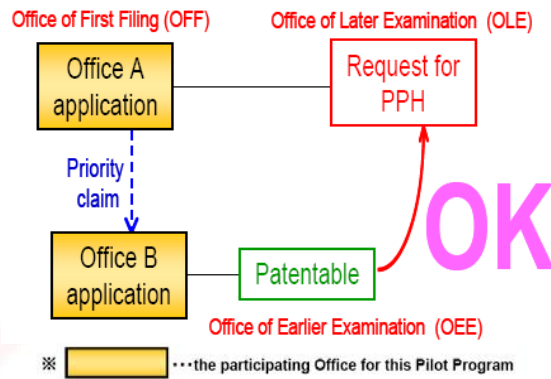 Office of First Filing (OFF)
Office of Later Examination (OLE)
Office A
application
Request for
PPH
Priority
claim
OK
Office B
application
Patentable
Office of Earlier Examination (OEE)
※ ···the participating Office for this Pilot Program